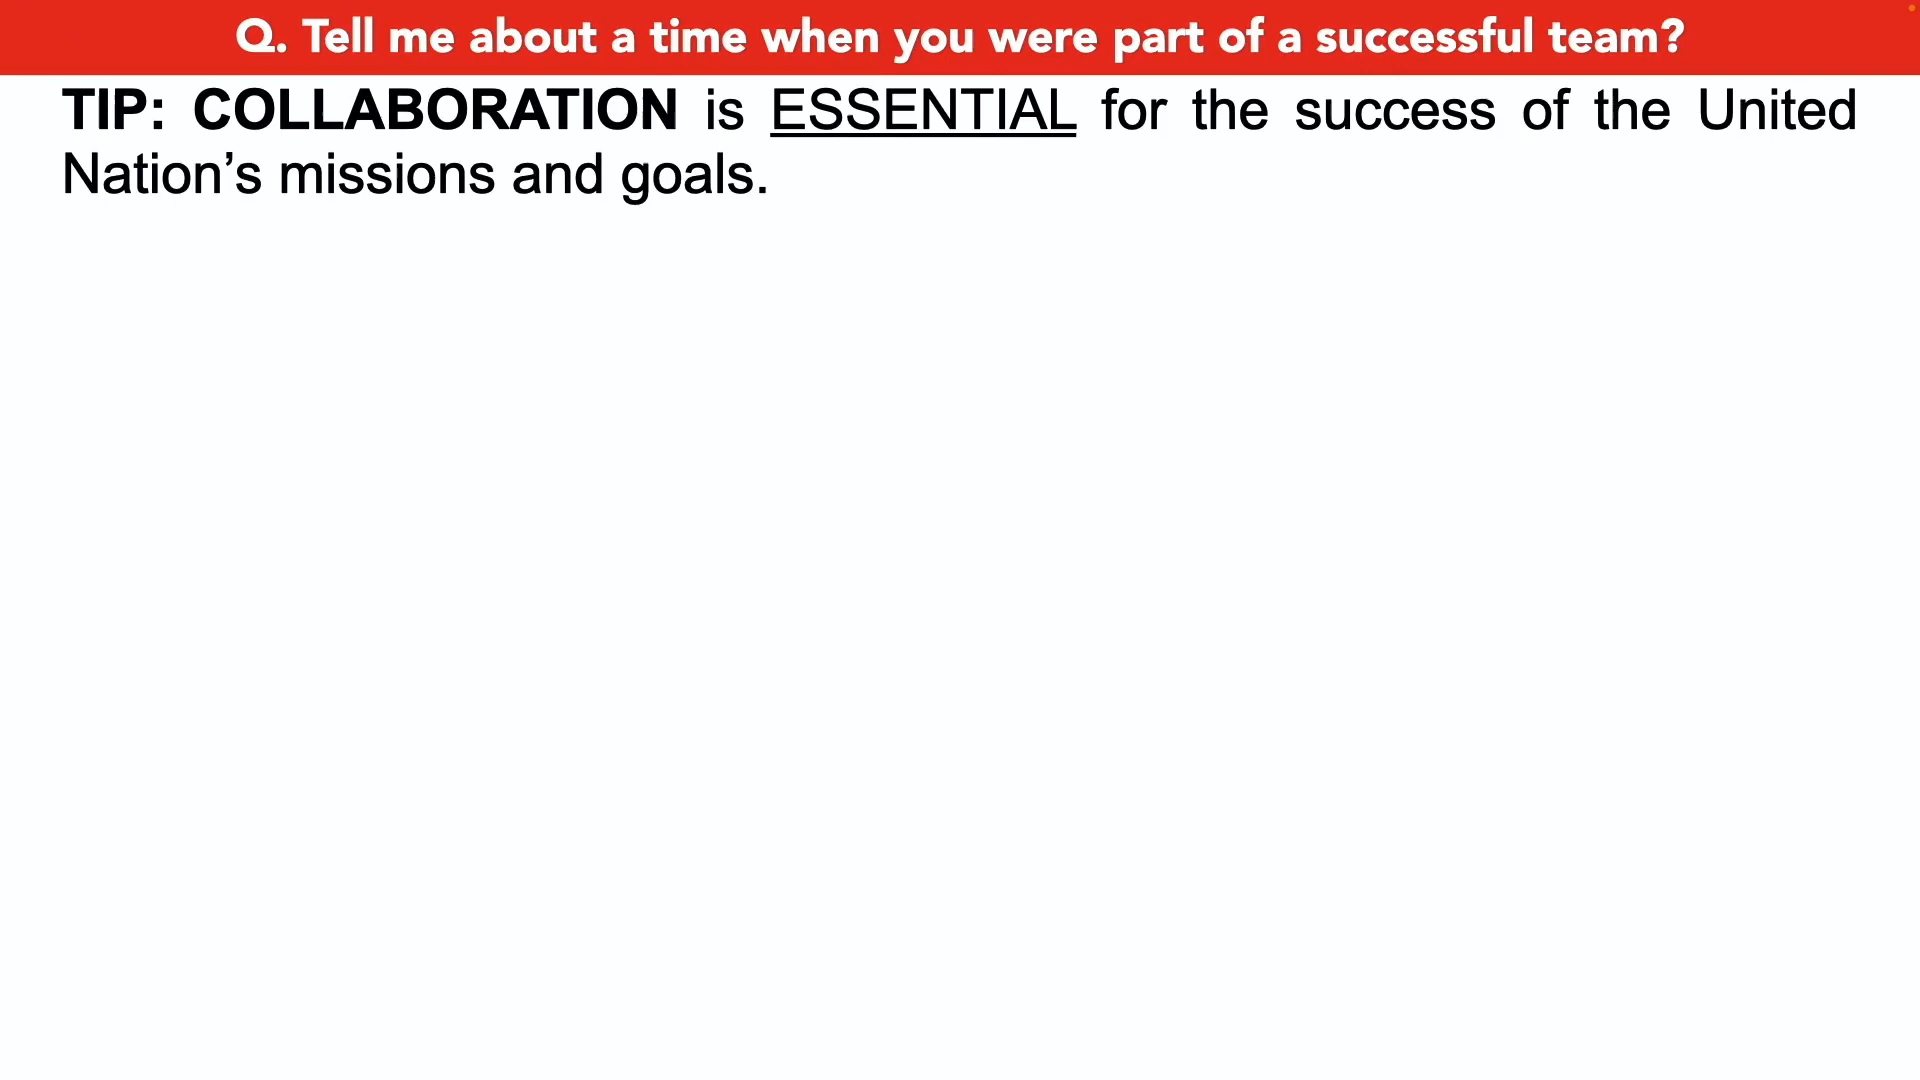 Q. Tell me about a time when you were part of a successful team?
TIP: COLLABORATION is ESSENTIAL for the success of the United
Nation’s missions and goals.